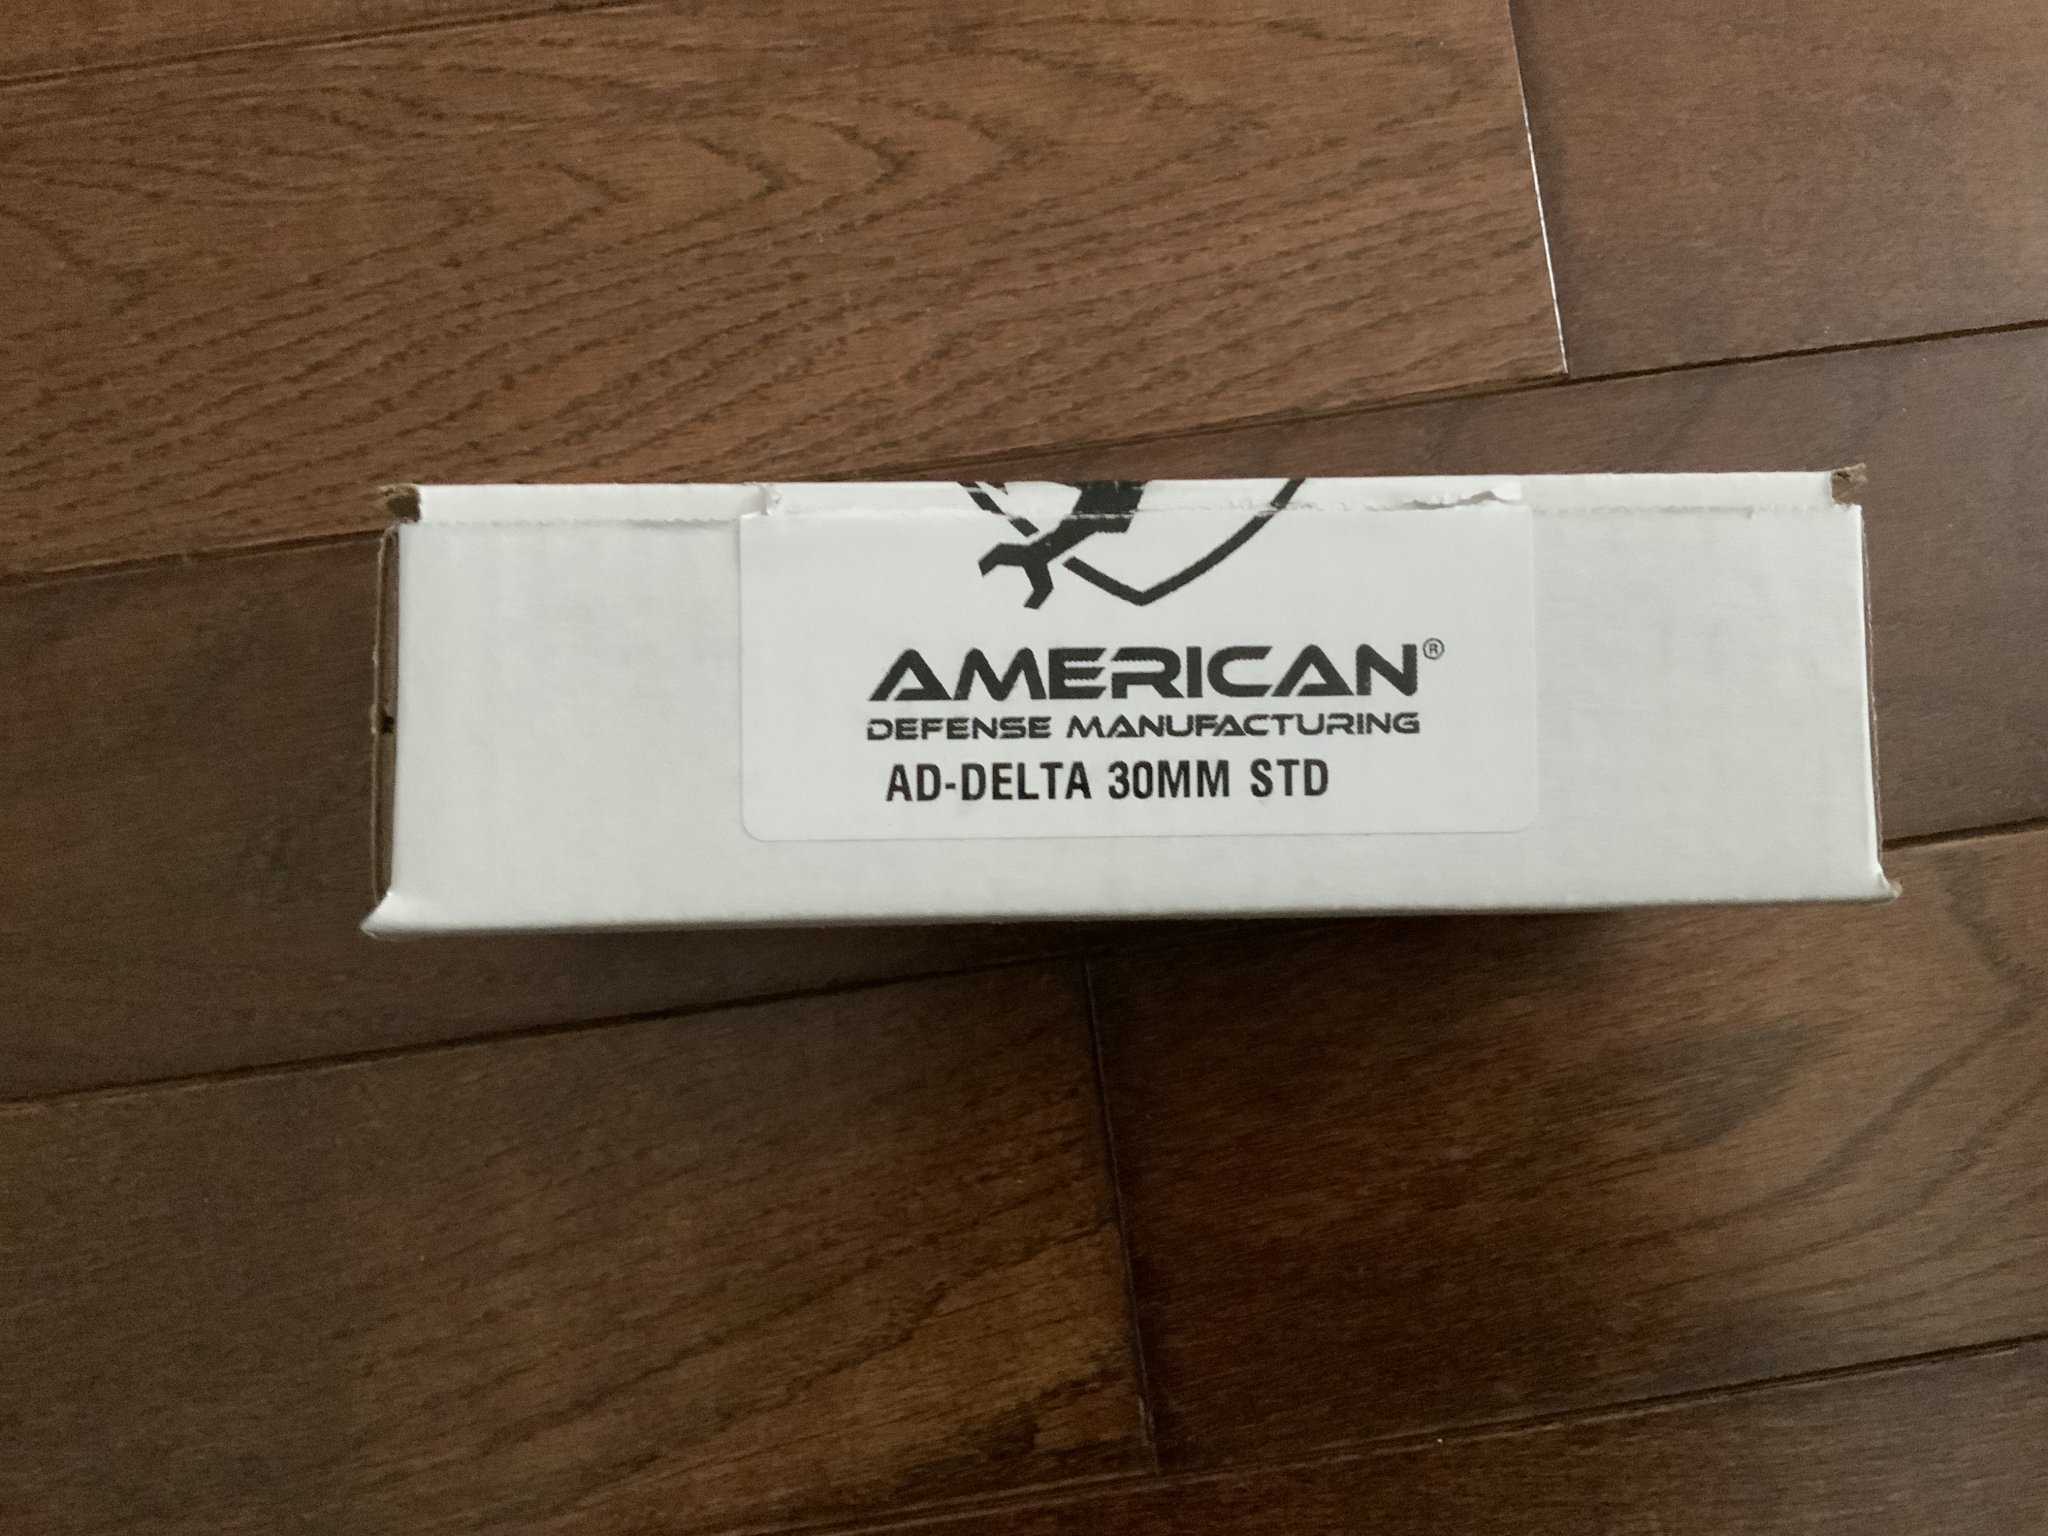 AMERICAN®
DEFENSE MANUFACTURING
AD-DELTA 30MM STD